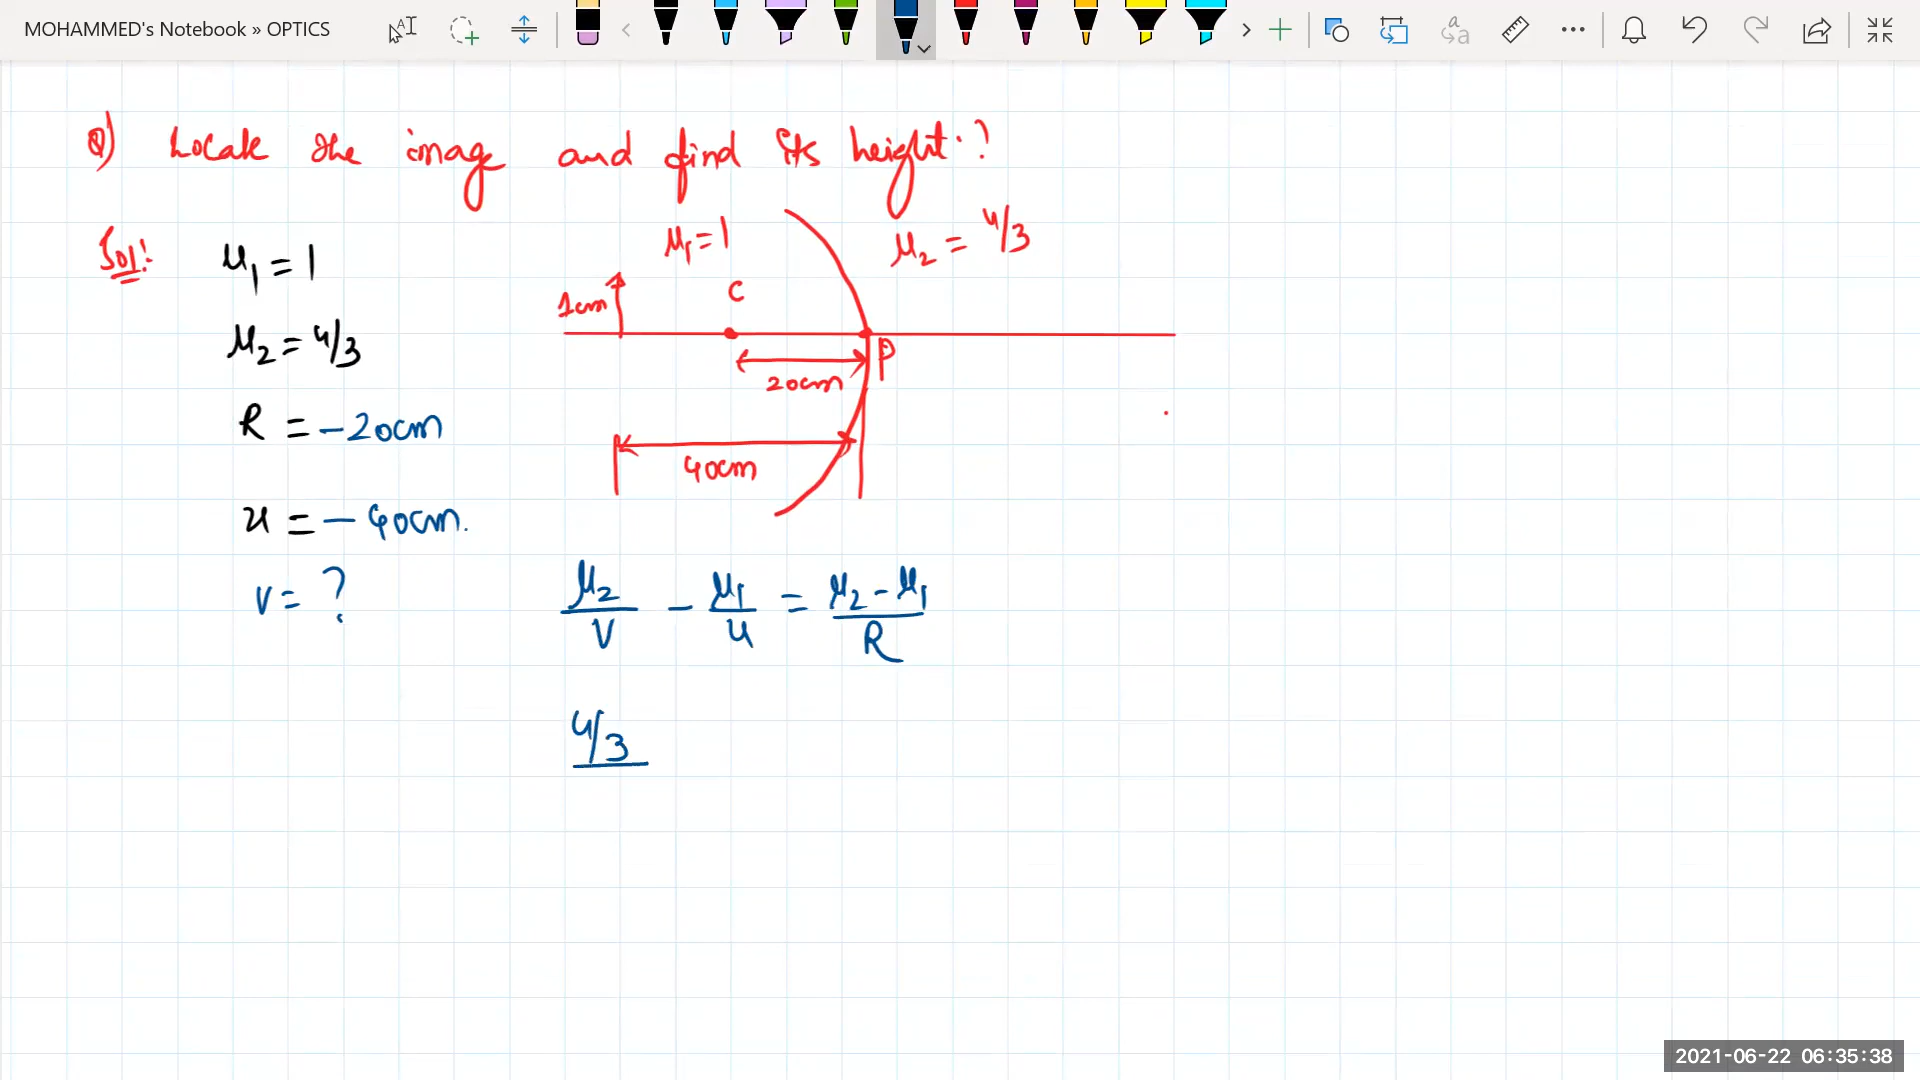 MOHAMMED's Notebook » OPTICS
Q) Locate the image and find its height.?
Sol:
μ1 = 1
μ2 = 4/3
R = -20cm
u = - 40cm.
v = ?
μ1 = 1
μ2 = 4/3
1cm
C
P
20cm
40cm
μ2/v - μ1/u = μ2 - μ1/R
4/3
2021-06-22 06:35:38